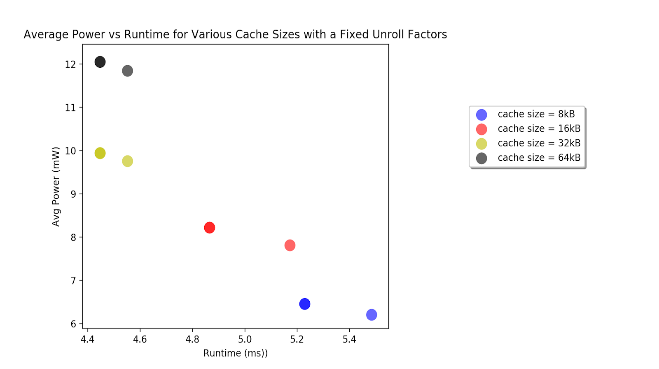 Average Power vs Runtime for Various Cache Sizes with a Fixed Unroll Factors
12
11
10
9
8
7
6
Avg Power (mW)
4.4 4.6 4.8 5.0 5.2 5.4
Runtime (ms))
cache size = 8kB
cache size = 16kB
cache size = 32kB
cache size = 64kB